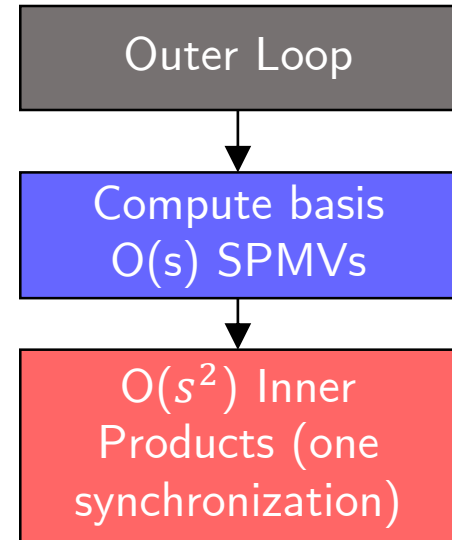 Outer Loop
Compute basis
O(s) SPMVs
O(s²) Inner
Products (one
synchronization)